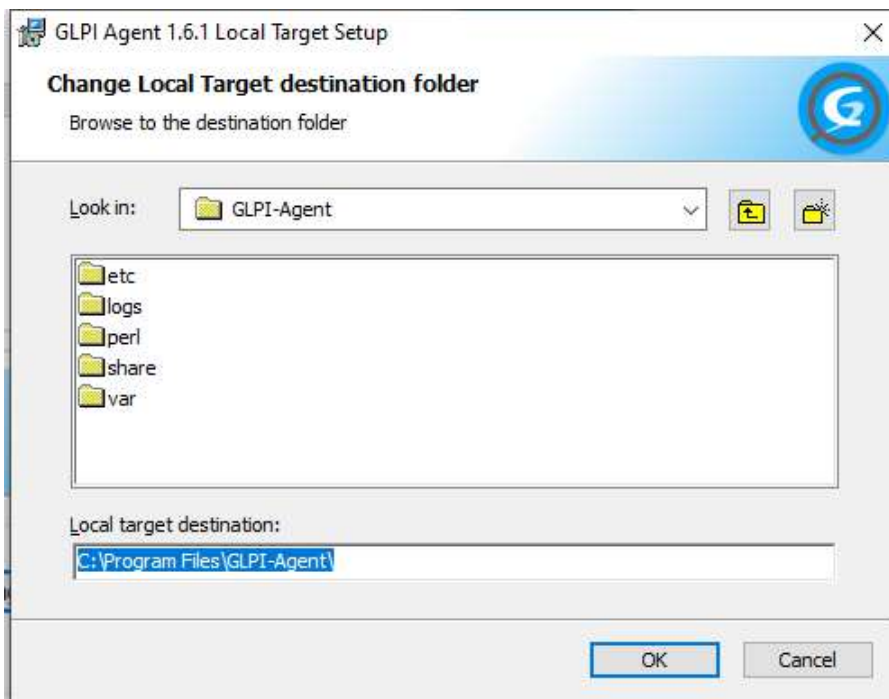 GLPI Agent 1.6.1 Local Target Setup
Change Local Target destination folder
Browse to the destination folder
Look in:
GLPI-Agent
etc
logs
perl
share
var
Local target destination:
C:\Program Files\GLPI-Agent\
OK
Cancel